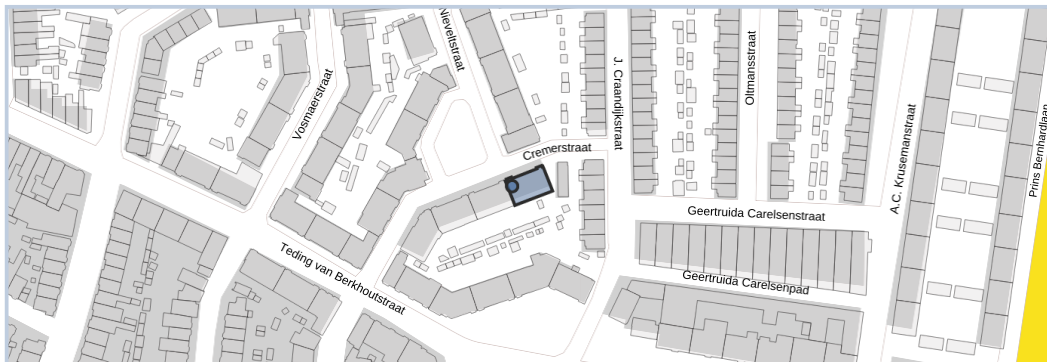 Nieveltstraat
Vosmaerstraat
J. Craandijkstraat
Oltmansstraat
Cremerstraat
A.C. Krusemanstraat
Prins Bernhardlaan
Geertruida Carelsenstraat
Teding van Berkhoutstraat
Geertruida Carelsenpad